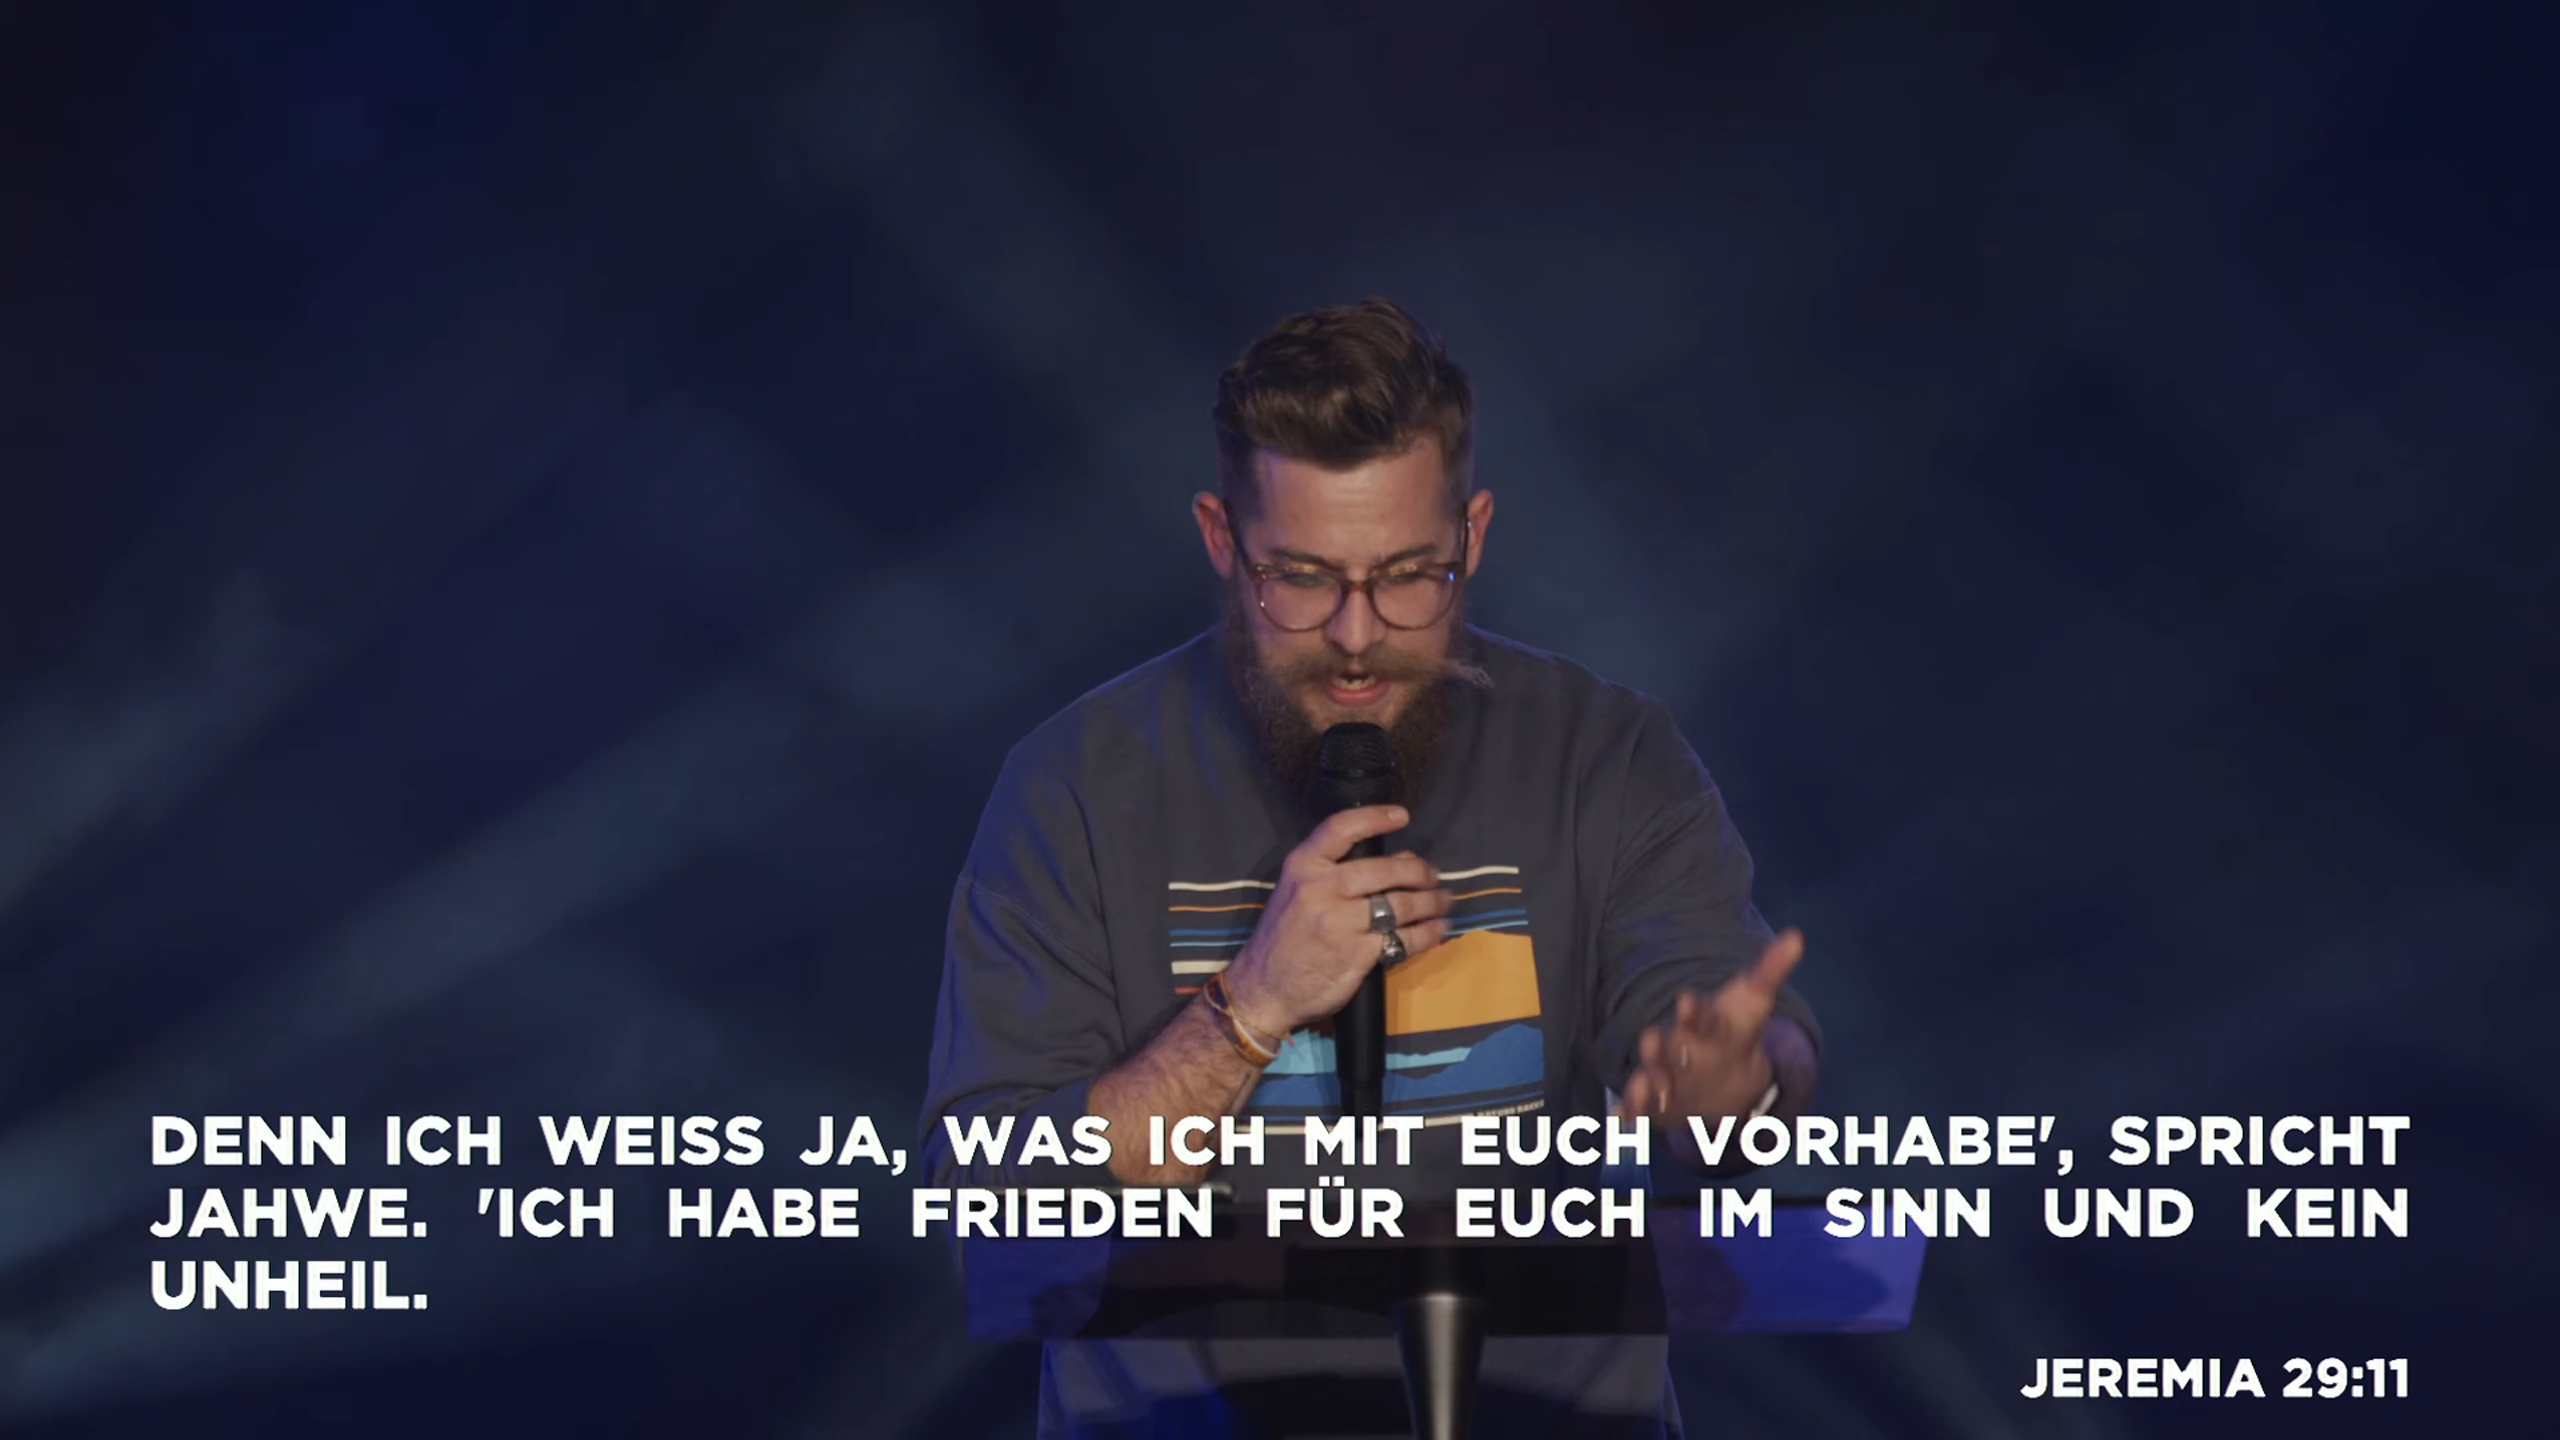 DENN ICH WEISS JA, WAS ICH MIT EUCH VORHABE', SPRICHT
JAHWE. 'ICH HABE FRIEDEN FÜR EUCH IM SINN UND KEIN
UNHEIL.
JEREMIA 29:11